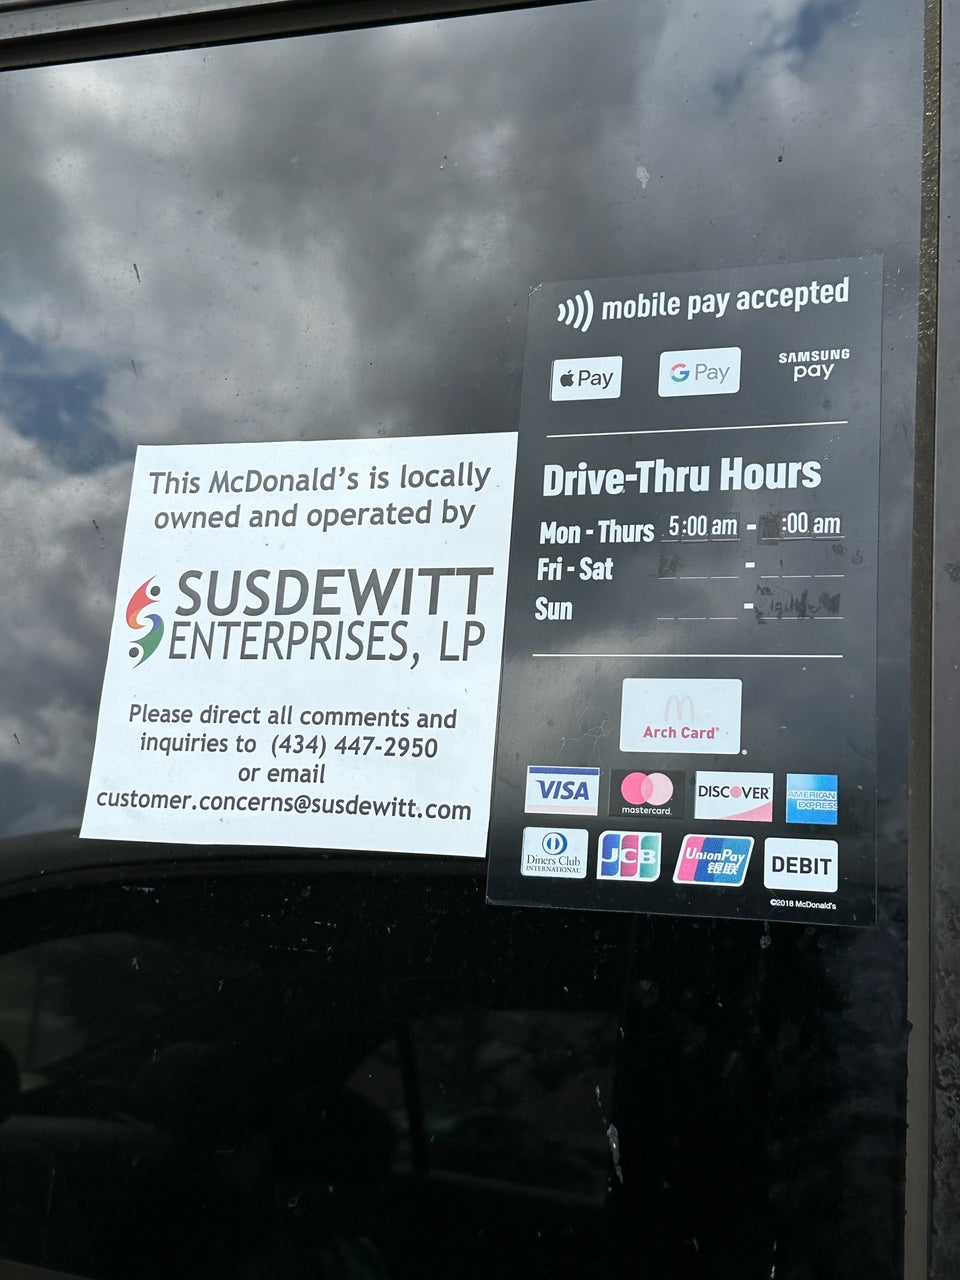 This McDonald's is locally
owned and operated by
SUSDEWITT
ENTERPRISES, LP
Please direct all comments and
inquiries to (434) 447-2950
or email
customer.concerns@susdewitt.com
mobile pay accepted
Pay
G Pay
SAMSUNG
pay
Drive-Thru Hours
Mon - Thurs 5:00 am - :00 am
Fri - Sat -
Sun -
Arch Card®
VISA
mastercard.
DISCOVER
AMERICAN
EXPRESS
Diners Club
INTERNATIONAL
JCB
UnionPay
银联
DEBIT
©2018 McDonald's